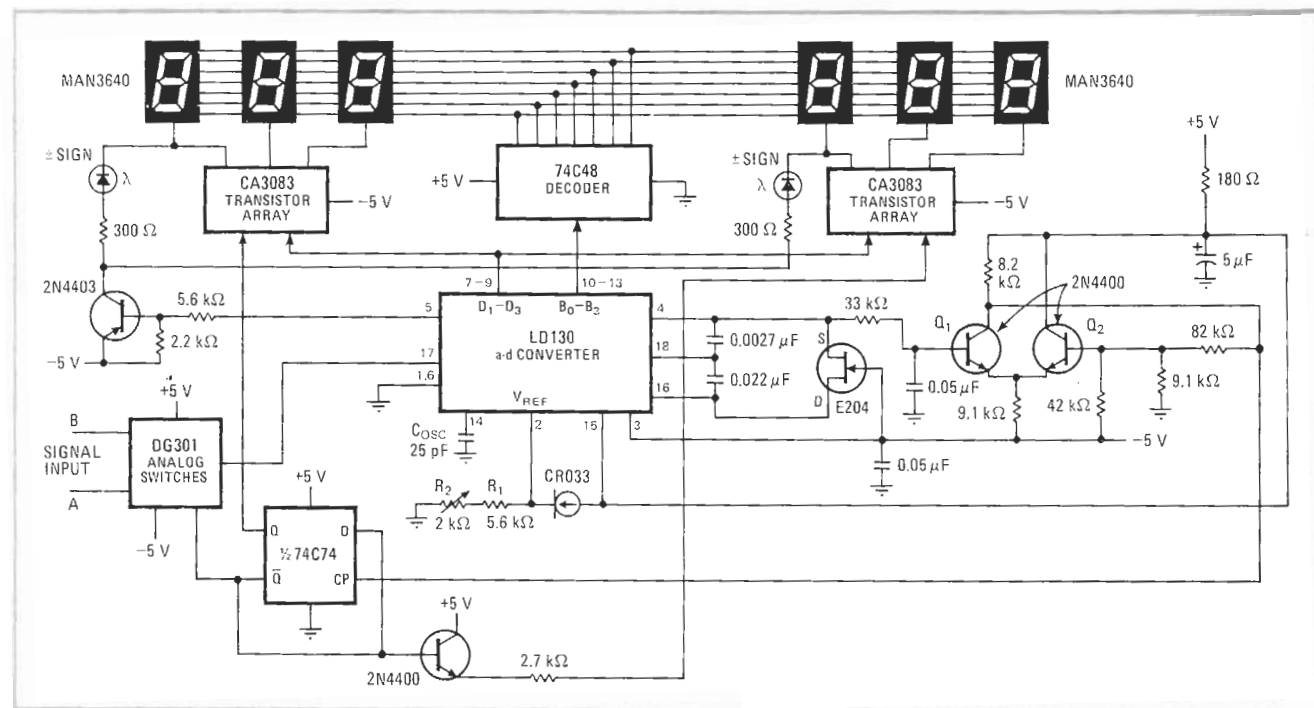 MAN3640
MAN3640
+5 V
± SIGN
λ
CA3083
TRANSISTOR
ARRAY
−5 V
+5 V
74C48
DECODER
± SIGN
λ
CA3083
TRANSISTOR
ARRAY
−5 V
180 Ω
300 Ω
300 Ω
+
5 μF
8.2
kΩ
2N4400
2N4403
5.6 kΩ
2.2 kΩ
−5 V
7–9
10–13
5
D1–D3
B0–B3
4
LD130
a-d CONVERTER
17
1,6
18
16
VREF
14
2
15
3
33 kΩ
0.0027 μF
0.022 μF
S
D
E204
Q1
Q2
82 kΩ
0.05 μF
9.1 kΩ
42 kΩ
9.1 kΩ
−5 V
0.05 μF
+5 V
B
SIGNAL
INPUT
A
DG301
ANALOG
SWITCHES
−5 V
COSC
25 pF
R2
2 kΩ
R1
5.6 kΩ
CR033
+5 V
Q
D
½ 74C74
Q̅
CP
+5 V
2N4400
2.7 kΩ